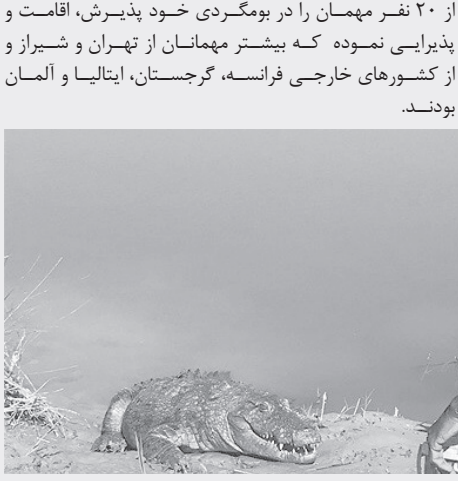 از ۲۰ نفر مهمان را در بومگردی خود پذیرش، اقامت و
پذیرایی نموده که بیشتر مهمانان از تهران و شیراز و
از کشورهای خارجی فرانسه، گرجستان، ایتالیا و آلمان
بودند.